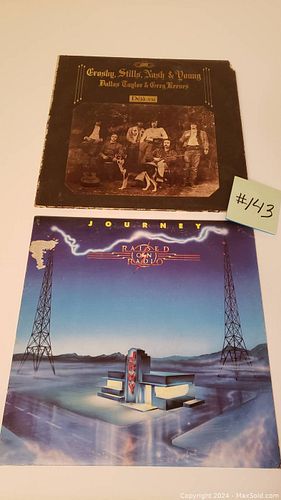 Crosby, Stills, Nash & Young
Dallas Taylor & Greg Reeves
Déjà vu
#143
JOURNEY
RAISED
ON
RADIO
Copyright 2024 - MaxSold.com